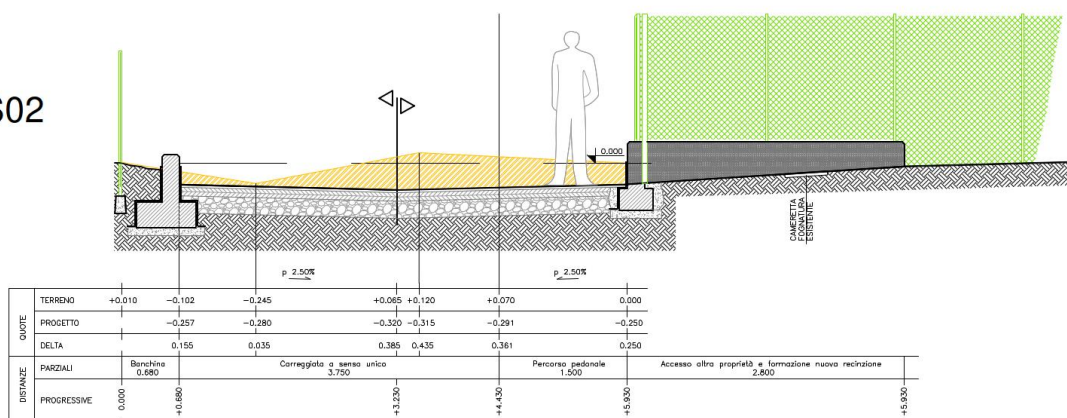 602
0.000
CAMERETTA
FOGNATURA
ESISTENTE
p 2.50%
p 2.50%
QUOTE
TERRENO +0.010 -0.102 -0.245 +0.065 +0.120 +0.070 0.000
PROGETTO -0.257 -0.280 -0.320 -0.315 -0.291 -0.250
DELTA 0.155 0.035 0.385 0.435 0.361 0.250
DISTANZE
PARZIALI
Banchina
0.680
Carreggiata a senso unico
3.750
Percorso pedonale
1.500
Accesso altra proprietà e formazione nuova recinzione
2.800
PROGRESSIVE 0.000 +0.680 +3.230 +4.430 +5.930 +5.930